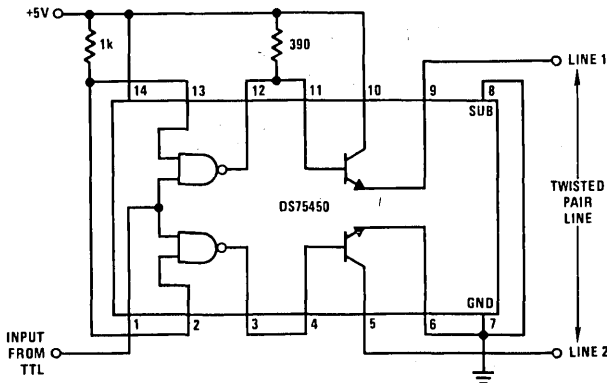 +5V
1k
390
14 13 12 11 10 9 8
SUB
LINE 1
DS75450
TWISTED
PAIR
LINE
GND
1 2 3 4 5 6 7
INPUT
FROM
TTL
LINE 2